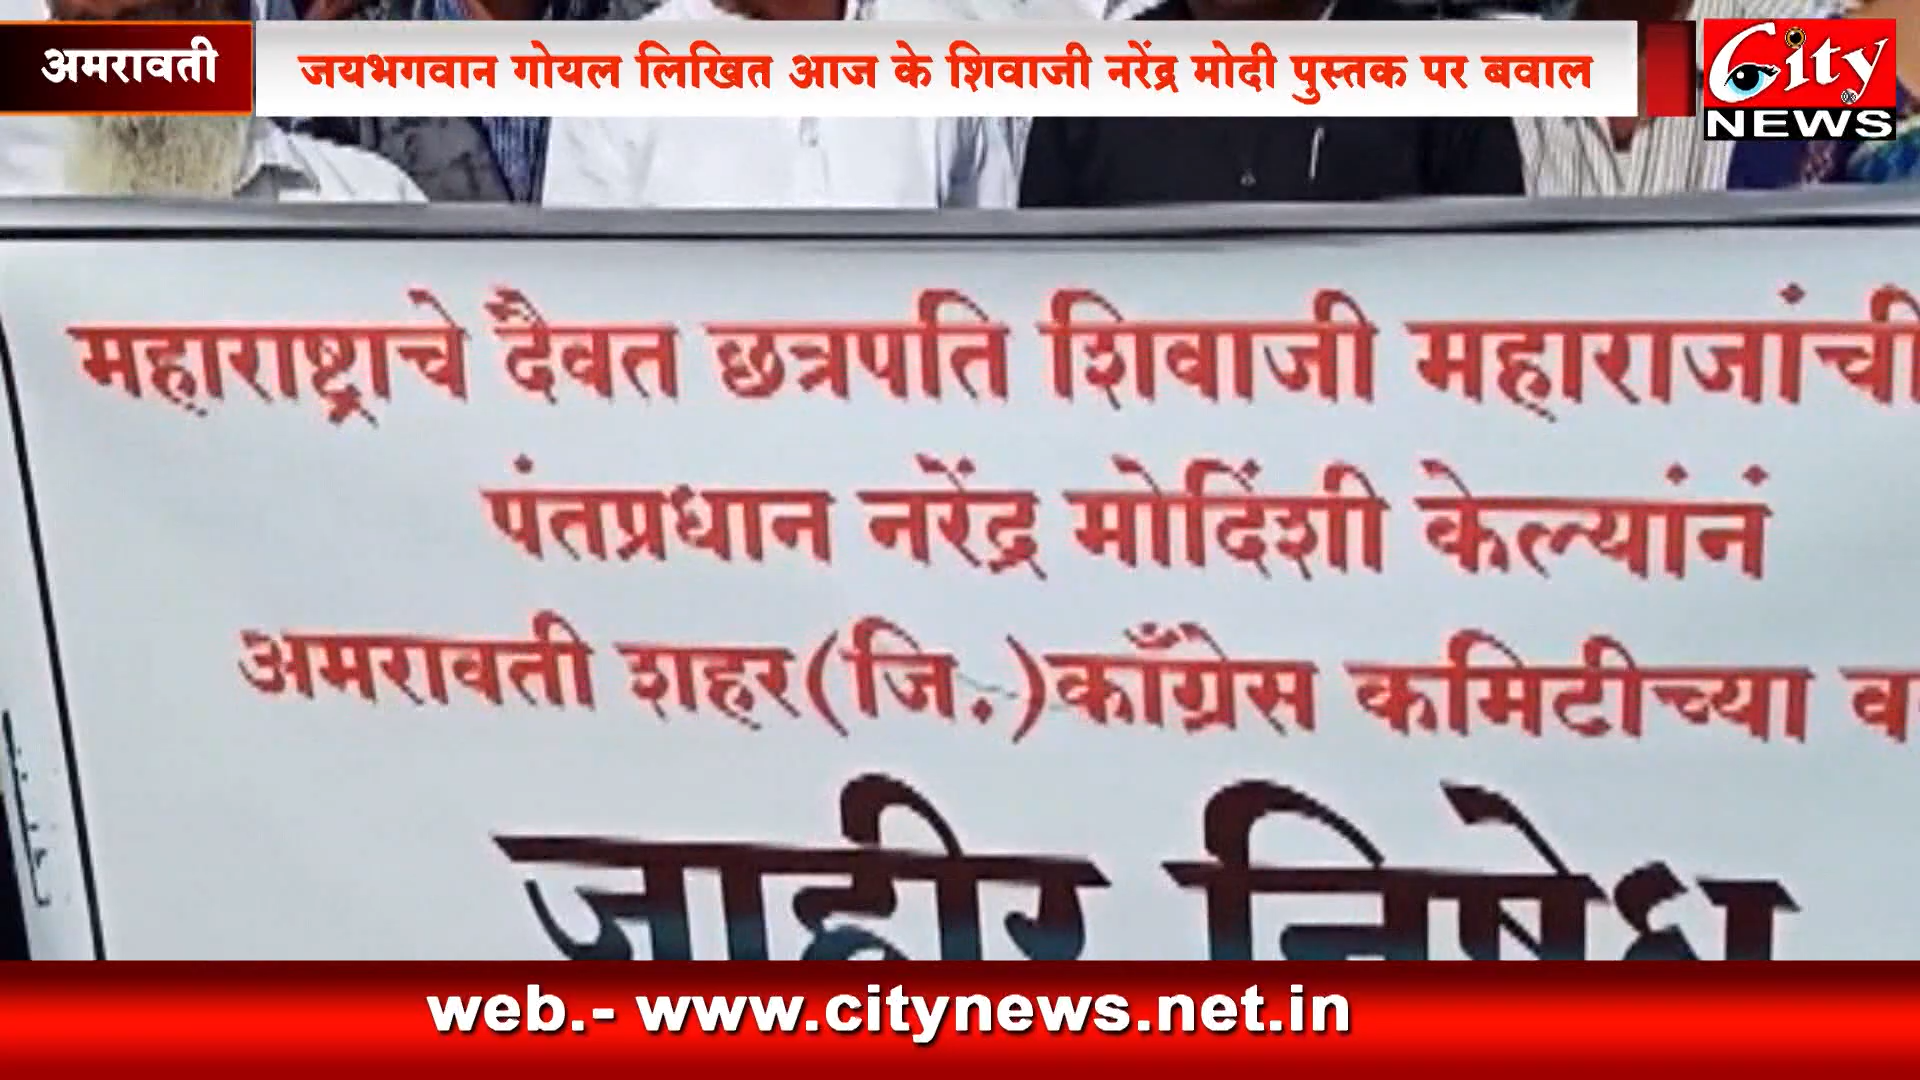 अमरावती
जयभगवान गोयल लिखित आज के शिवाजी नरेंद्र मोदी पुस्तक पर बवाल
City
NEWS
महाराष्ट्राचे दैवत छत्रपति शिवाजी महाराजांची
पंतप्रधान नरेंद्र मोदिंशी केल्यांनं
अमरावती शहर(जि.)काँग्रेस कमिटीच्या
जाहीर निषेध
web.- www.citynews.net.in